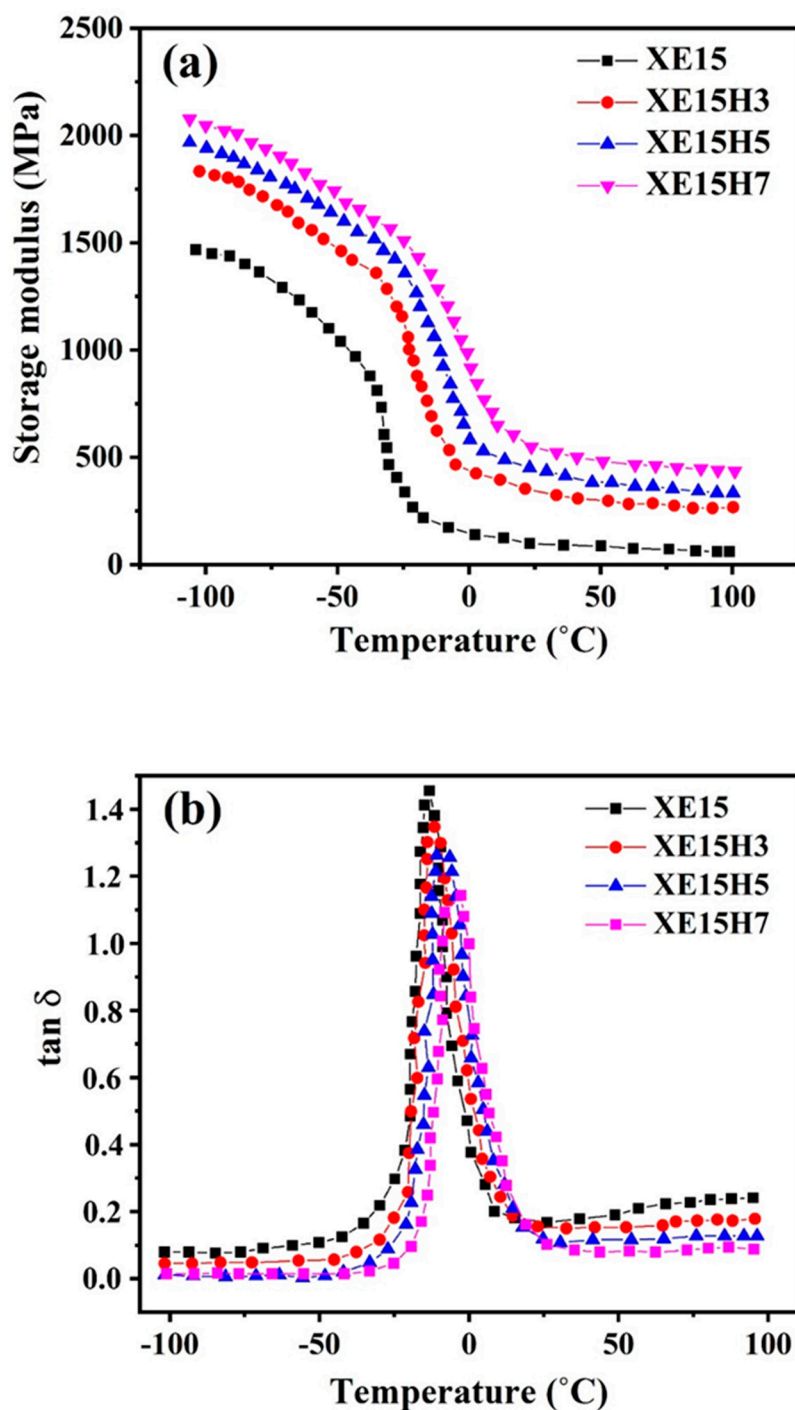 (a)
XE15
XE15H3
XE15H5
XE15H7
Storage modulus (MPa)
2500
2000
1500
1000
500
0
-100 -50 0 50 100
Temperature (°C)
(b)
XE15
XE15H3
XE15H5
XE15H7
tan δ
1.4
1.2
1.0
0.8
0.6
0.4
0.2
0.0
-100 -50 0 50 100
Temperature (°C)